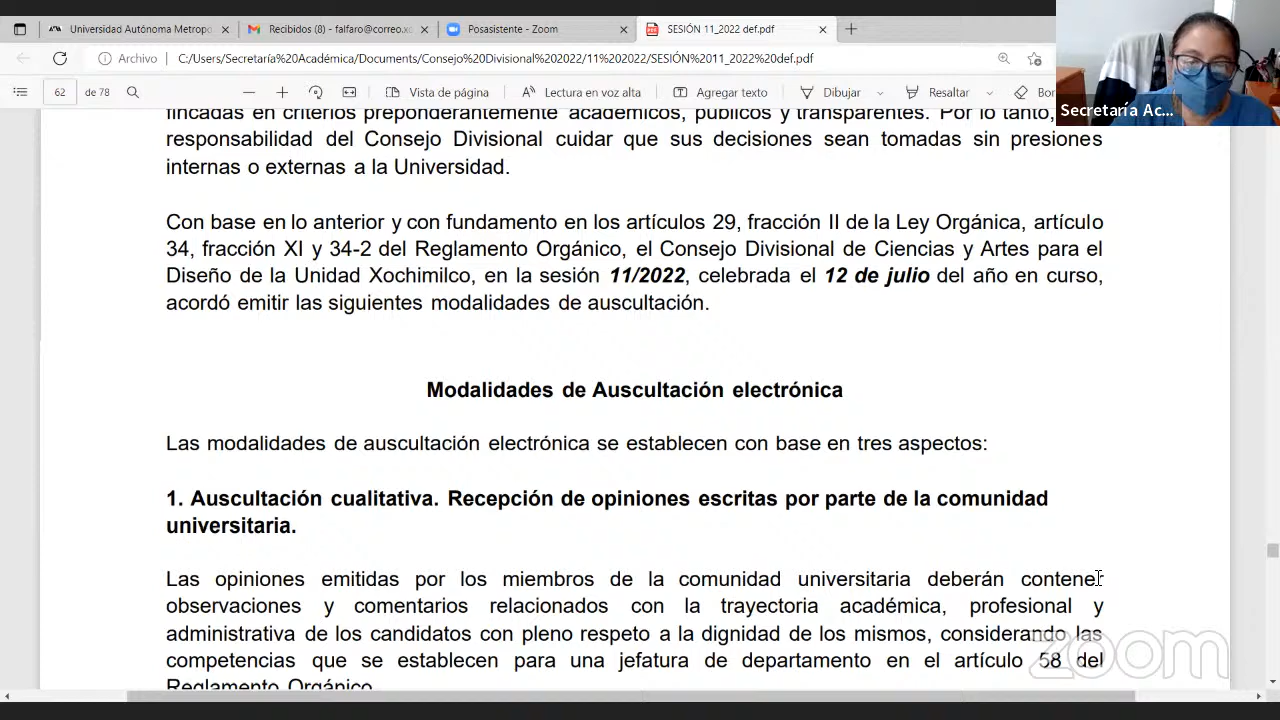 Universidad Autónoma Metropo
Recibidos (8) - falfaro@correo.xo
Posasistente - Zoom
SESIÓN 11_2022 def.pdf
Archivo
C:/Users/Secretaría%20Académica/Documents/Consejo%20Divisional%202022/11%202022/SESIÓN%2011_2022%20def.pdf
62
de 78
Vista de página
Lectura en voz alta
Agregar texto
Dibujar
Resaltar
Bor
Secretaría Ac...
fincadas en criterios preponderantemente académicos, públicos y transparentes. Por lo tanto,
responsabilidad del Consejo Divisional cuidar que sus decisiones sean tomadas sin presiones
internas o externas a la Universidad.
Con base en lo anterior y con fundamento en los artículos 29, fracción II de la Ley Orgánica, artículo
34, fracción XI y 34-2 del Reglamento Orgánico, el Consejo Divisional de Ciencias y Artes para el
Diseño de la Unidad Xochimilco, en la sesión 11/2022, celebrada el 12 de julio del año en curso,
acordó emitir las siguientes modalidades de auscultación.
Modalidades de Auscultación electrónica
Las modalidades de auscultación electrónica se establecen con base en tres aspectos:
1. Auscultación cualitativa. Recepción de opiniones escritas por parte de la comunidad
universitaria.
Las opiniones emitidas por los miembros de la comunidad universitaria deberán contener
observaciones y comentarios relacionados con la trayectoria académica, profesional y
administrativa de los candidatos con pleno respeto a la dignidad de los mismos, considerando las
competencias que se establecen para una jefatura de departamento en el artículo 58 del
Reglamento Orgánico.
zoom